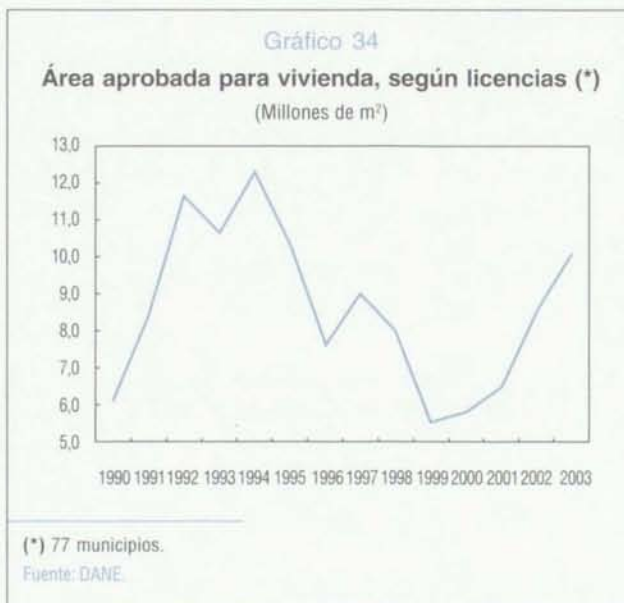 Gráfico 34
Área aprobada para vivienda, según licencias (*)
(Millones de m²)
13,0
12,0
11,0
10,0
9,0
8,0
7,0
6,0
5,0
1990 1991 1992 1993 1994 1995 1996 1997 1998 1999 2000 2001 2002 2003
(*) 77 municipios.
Fuente: DANE.